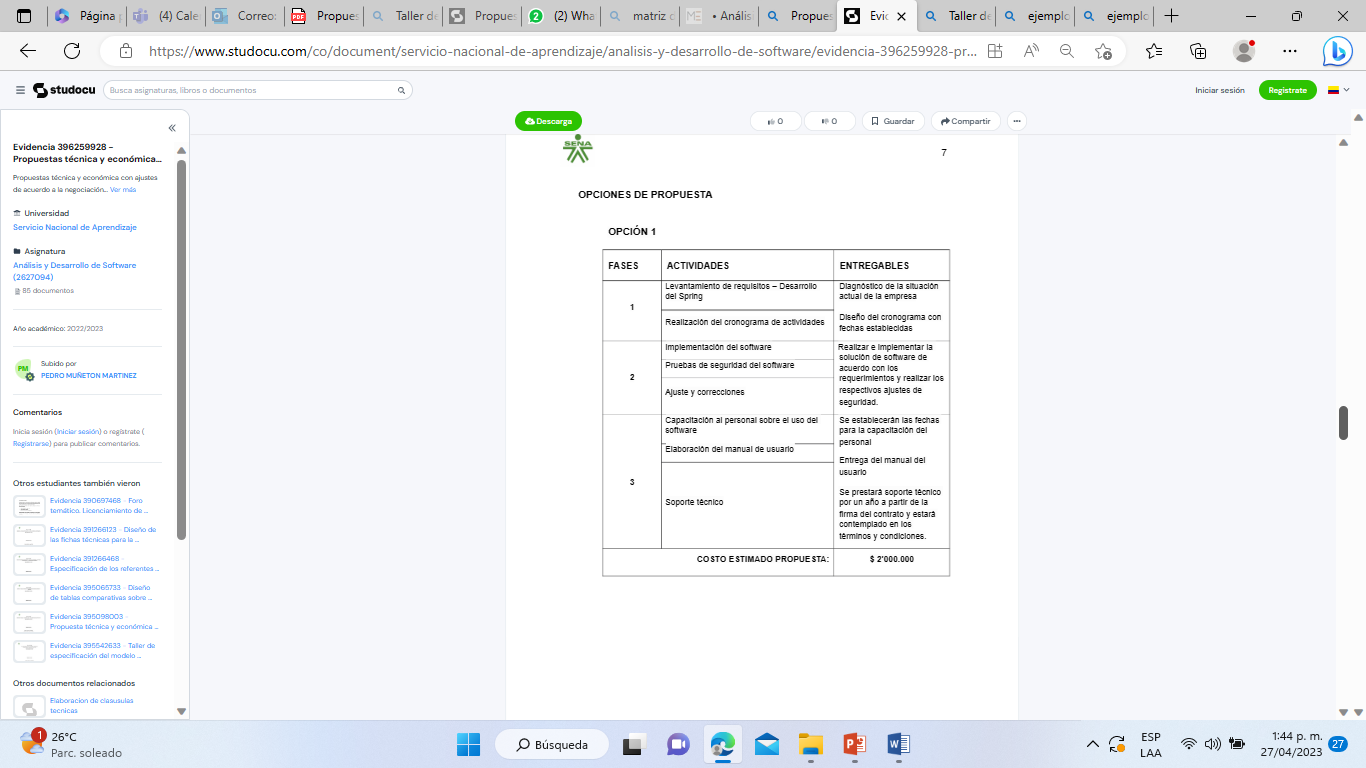 Página p
(4) Cale
Correo:
Propues
Taller de
Propues
(2) Wha
matriz c
• Anális
Propues
Evic
Taller de
ejemplo
ejemplo
https://www.studocu.com/co/document/servicio-nacional-de-aprendizaje/analisis-y-desarrollo-de-software/evidencia-396259928-pr...
studocu
Busca asignaturas, libros o documentos
Iniciar sesión
Regístrate
Descarga
0
0
Guardar
Compartir
Evidencia 396259928 -
Propuestas técnica y económica...
Propuestas técnica y económica con ajustes
de acuerdo a la negociación... Ver más
Universidad
Servicio Nacional de Aprendizaje
Asignatura
Análisis y Desarrollo de Software
(2627094)
85 documentos
Año académico: 2022/2023
PM
Subido por
PEDRO MUÑETON MARTINEZ
Comentarios
Inicia sesión (Iniciar sesión) o regístrate (
Registrarse) para publicar comentarios.
Otros estudiantes también vieron
Evidencia 390697468 - Foro
temático. Licenciamiento de ...
Evidencia 391266123 - Diseño de
las fichas técnicas para la ...
Evidencia 391266468 -
Especificación de los referentes ...
Evidencia 395065733 - Diseño
de tablas comparativas sobre ...
Evidencia 395098003 -
Propuesta técnica y económica ...
Evidencia 395542633 - Taller de
especificación del modelo ...
Otros documentos relacionados
Elaboracion de clasusulas
tecnicas
SENA
7
OPCIONES DE PROPUESTA
OPCIÓN 1
FASES ACTIVIDADES ENTREGABLES
1
Levantamiento de requisitos – Desarrollo
del Spring
Realización del cronograma de actividades
Diagnóstico de la situación
actual de la empresa
Diseño del cronograma con
fechas establecidas
2
Implementación del software
Pruebas de seguridad del software
Ajuste y correcciones
Realizar e implementar la
solución de software de
acuerdo con los
requerimientos y realizar los
respectivos ajustes de
seguridad.
3
Capacitación al personal sobre el uso del
software
Elaboración del manual de usuario
Soporte técnico
Se establecerán las fechas
para la capacitación del
personal
Entrega del manual del
usuario
Se prestará soporte técnico
por un año a partir de la
firma del contrato y estará
contemplado en los
términos y condiciones.
COSTO ESTIMADO PROPUESTA: $ 2'000.000
1
26°C
Parc. soleado
Búsqueda
ESP
LAA
1:44 p. m.
27/04/2023
27